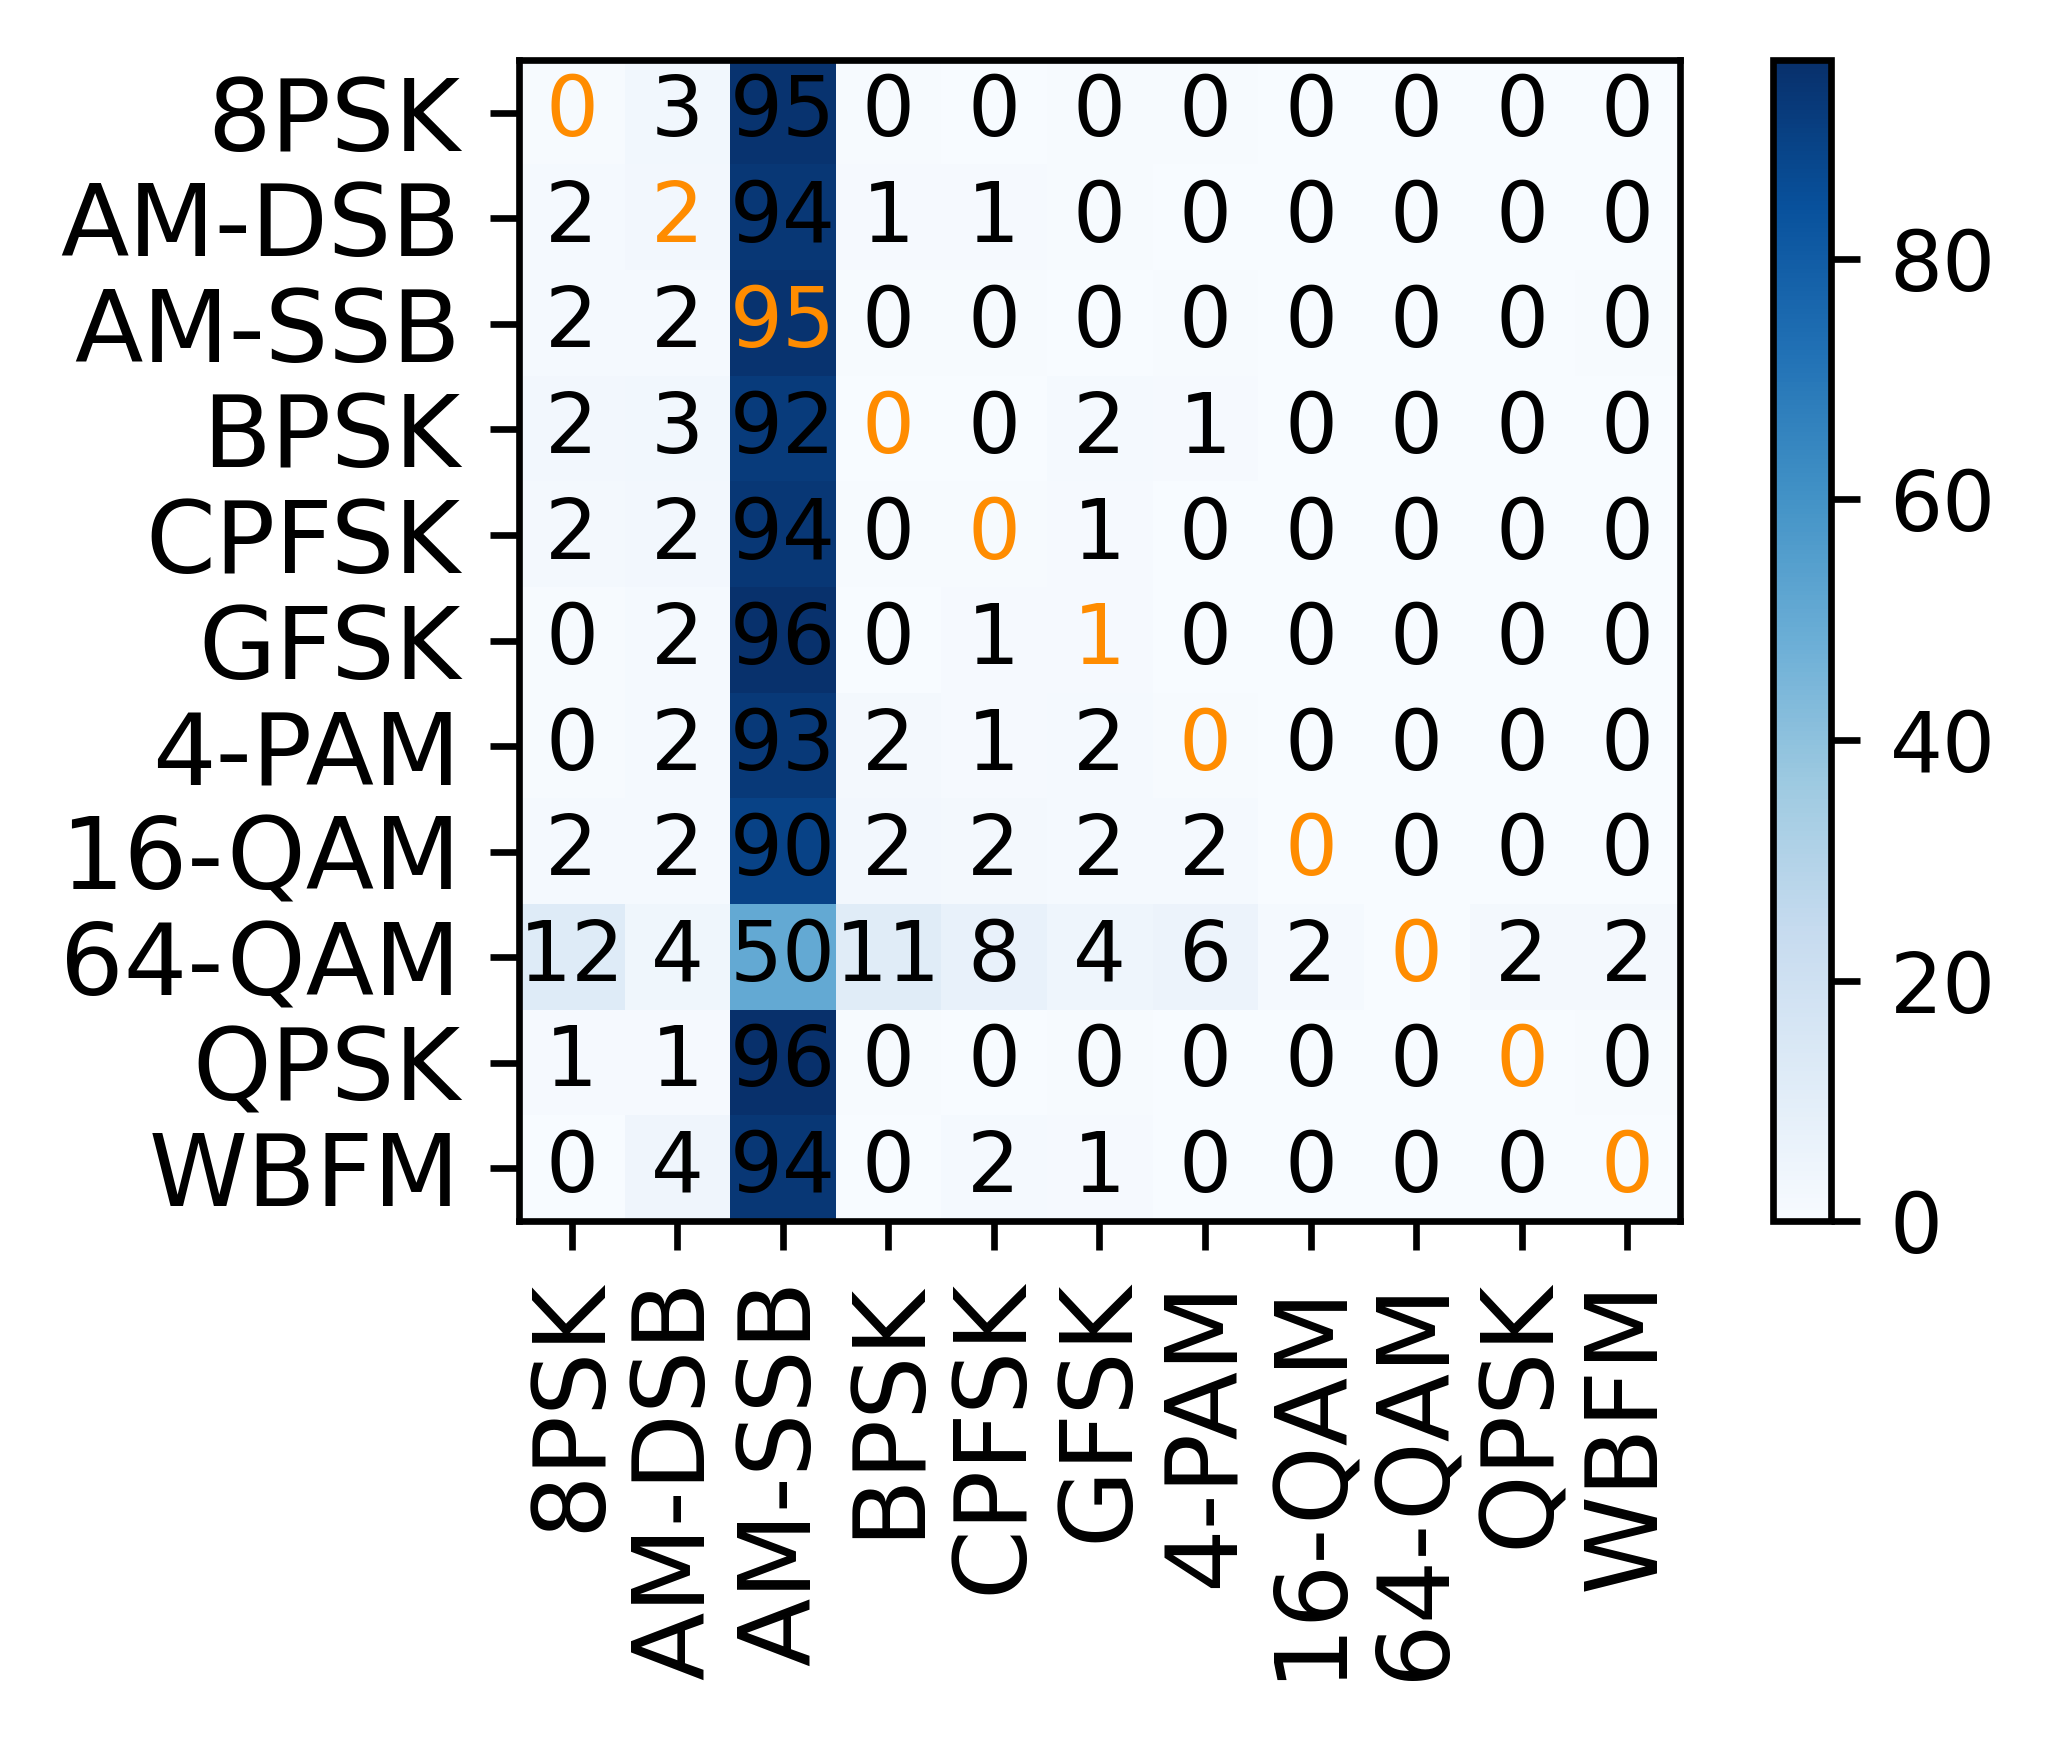 8PSK 0 3 95 0 0 0 0 0 0 0 0
AM-DSB 2 2 94 1 1 0 0 0 0 0 0
AM-SSB 2 2 95 0 0 0 0 0 0 0 0
BPSK 2 3 92 0 0 2 1 0 0 0 0
CPFSK 2 2 94 0 0 1 0 0 0 0 0
GFSK 0 2 96 0 1 1 0 0 0 0 0
4-PAM 0 2 93 2 1 2 0 0 0 0 0
16-QAM 2 2 90 2 2 2 2 0 0 0 0
64-QAM 12 4 50 11 8 4 6 2 0 2 2
QPSK 1 1 96 0 0 0 0 0 0 0 0
WBFM 0 4 94 0 2 1 0 0 0 0 0
8PSK
AM-DSB
AM-SSB
BPSK
CPFSK
GFSK
4-PAM
16-QAM
64-QAM
QPSK
WBFM
80
60
40
20
0